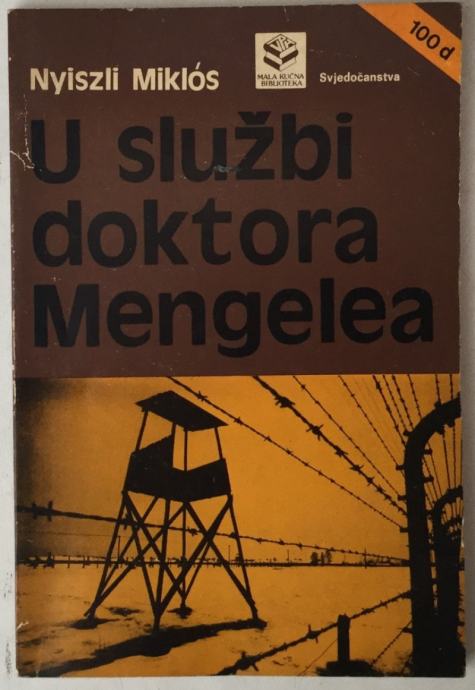 100 d
Nyiszli Miklós
MALA KUĆNA
BIBLIOTEKA
Svjedočanstva
U službi
doktora
Mengelea